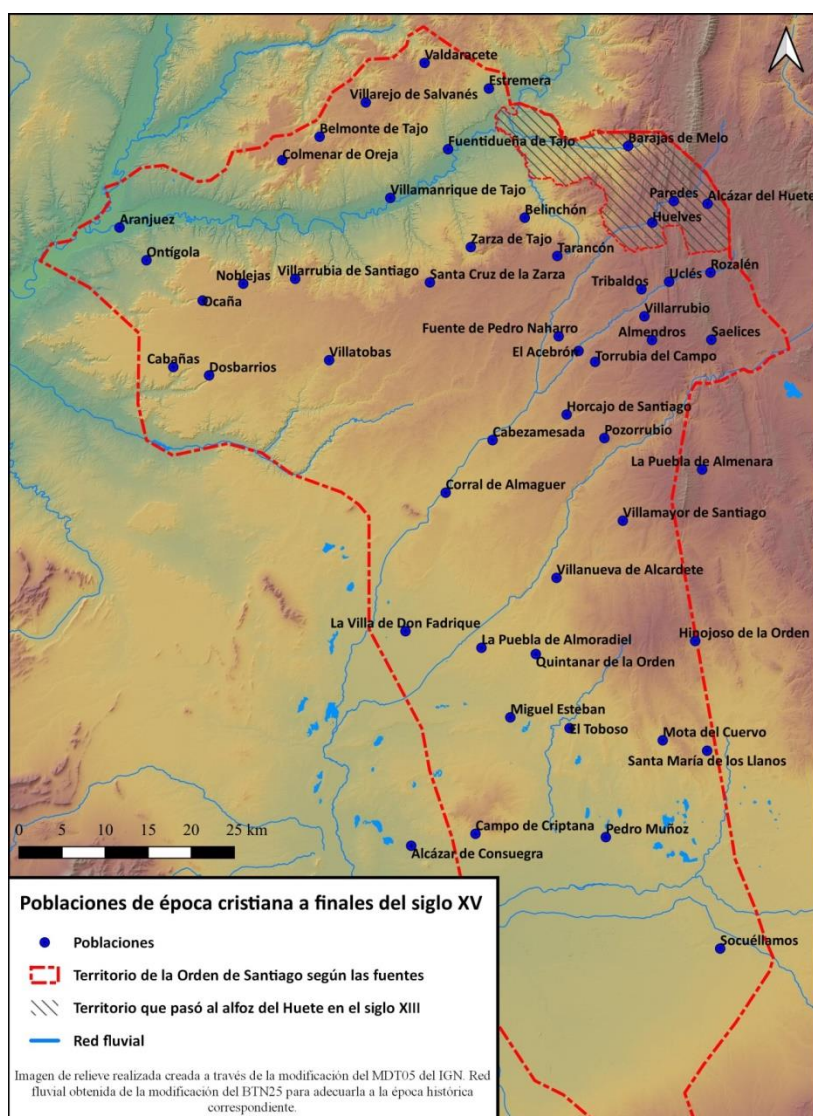 Valdaracete
Estremera
Villarejo de Salvanés
Belmonte de Tajo
Fuentidueña de Tajo
Barajas de Melo
Colmenar de Oreja
Villamanrique de Tajo
Paredes
Alcázar del Huete
Belinchón
Huelves
Aranjuez
Zarza de Tajo
Tarancón
Ontígola
Rozalén
Noblejas
Villarrubia de Santiago
Santa Cruz de la Zarza
Tribaldos
Uclés
Ocaña
Villarrubio
Fuente de Pedro Naharro
Almendros
Saelices
El Acebrón
Cabañas
Dosbarrios
Villatobas
Torrubia del Campo
Horcajo de Santiago
Cabezamesada
Pozorrubio
La Puebla de Almenara
Corral de Almaguer
Villamayor de Santiago
Villanueva de Alcardete
La Villa de Don Fadrique
Hinojoso de la Orden
La Puebla de Almoradiel
Quintanar de la Orden
Miguel Esteban
El Toboso
Mota del Cuervo
Santa María de los Llanos
Campo de Criptana
Pedro Muñoz
Alcázar de Consuegra
Socuéllamos
0 5 10 15 20 25 km
Poblaciones de época cristiana a finales del siglo XV
Poblaciones
Territorio de la Orden de Santiago según las fuentes
Territorio que pasó al alfoz del Huete en el siglo XIII
Red fluvial
Imagen de relieve realizada creada a través de la modificación del MDT05 del IGN. Red
fluvial obtenida de la modificación del BTN25 para adecuarla a la época histórica
correspondiente.